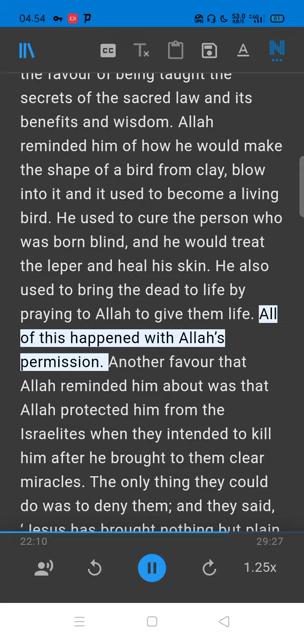 04.54
53.0
KB/s
the favour of being taught the
secrets of the sacred law and its
benefits and wisdom. Allah
reminded him of how he would make
the shape of a bird from clay, blow
into it and it used to become a living
bird. He used to cure the person who
was born blind, and he would treat
the leper and heal his skin. He also
used to bring the dead to life by
praying to Allah to give them life. All
of this happened with Allah’s
permission. Another favour that
Allah reminded him about was that
Allah protected him from the
Israelites when they intended to kill
him after he brought to them clear
miracles. The only thing they could
do was to deny them; and they said,
‘Jesus has brought nothing but plain
22:10
29:27
1.25x